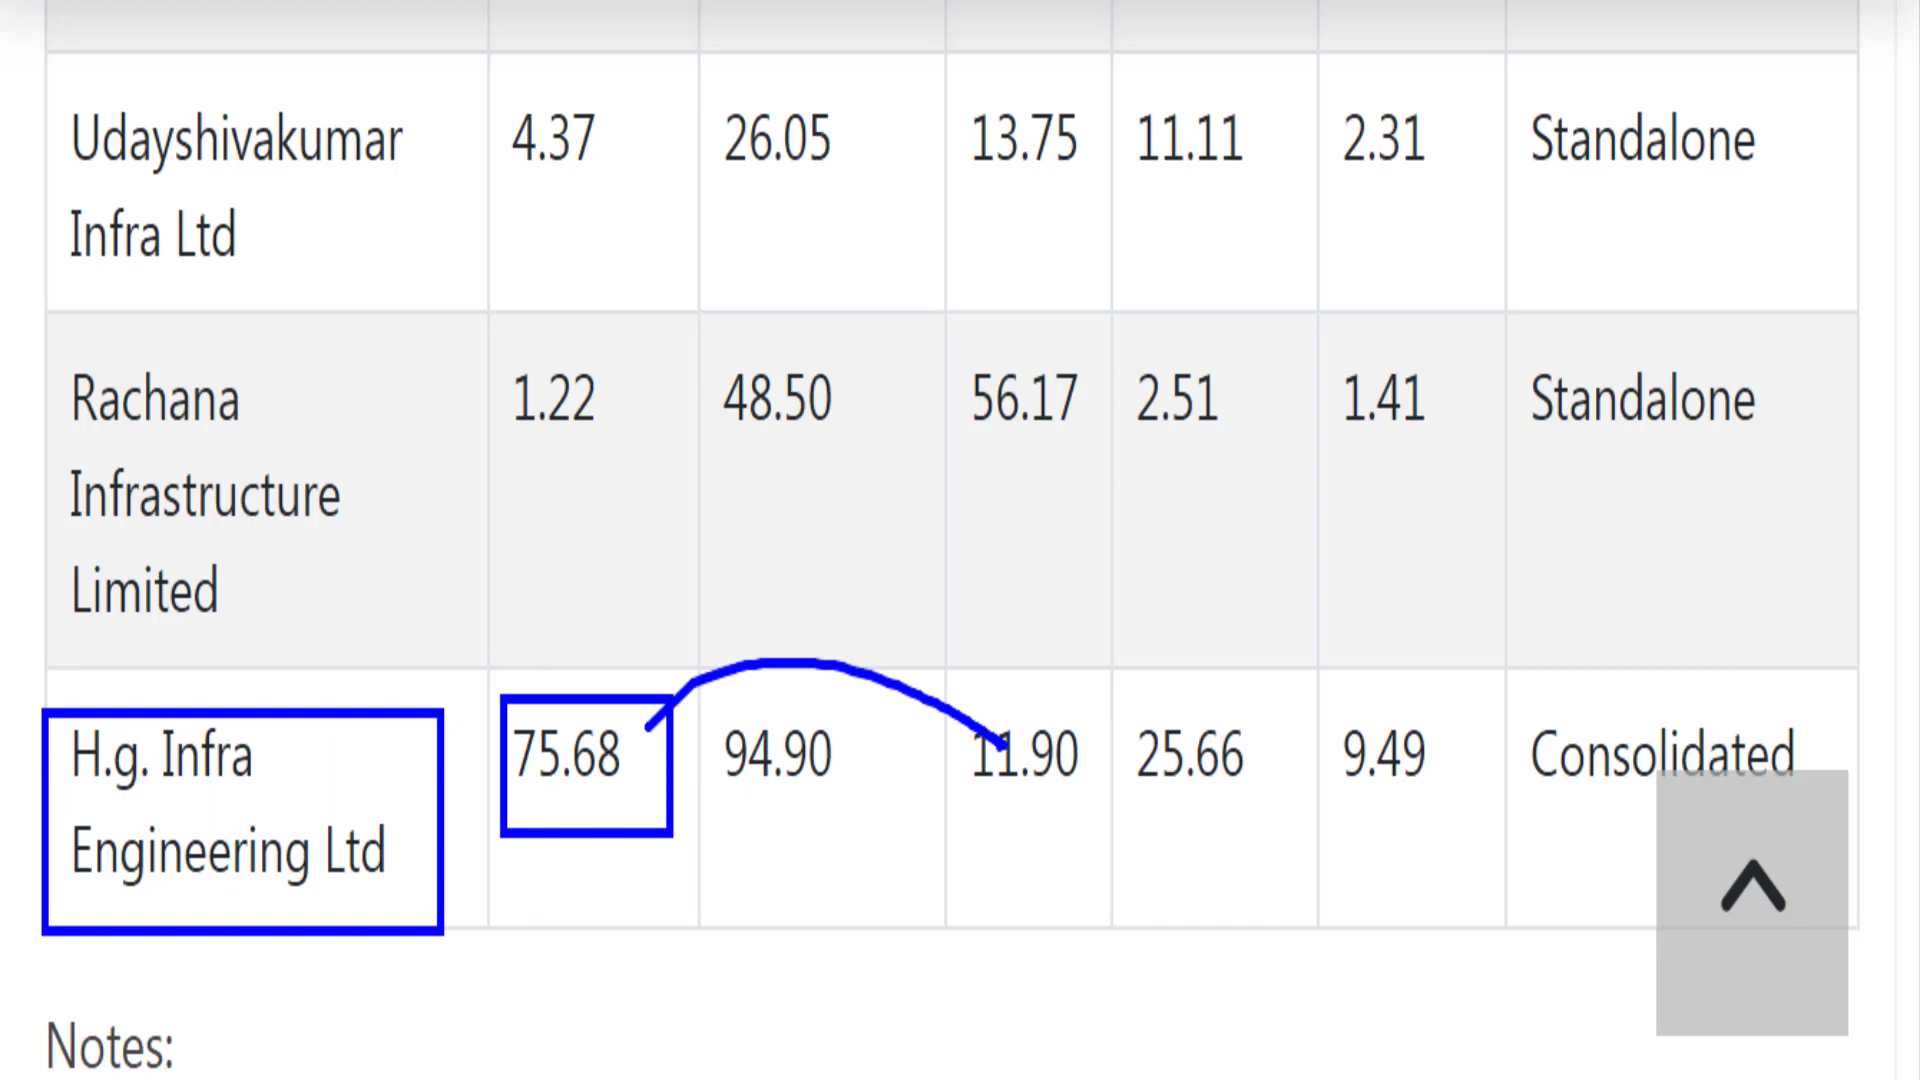 Udayshivakumar 4.37 26.05 13.75 11.11 2.31 Standalone
Infra Ltd
Rachana 1.22 48.50 56.17 2.51 1.41 Standalone
Infrastructure
Limited
H.g. Infra 75.68 94.90 11.90 25.66 9.49 Consolidated
Engineering Ltd
Notes: